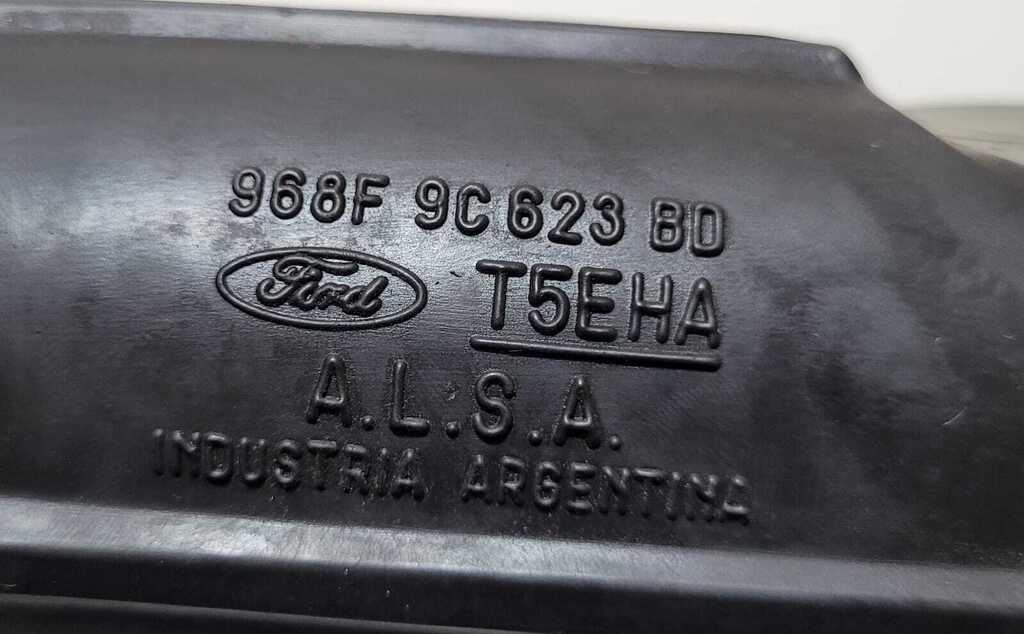 968F 9C623 BD
Ford T5EHA
A.L.S.A.
INDUSTRIA ARGENTINA